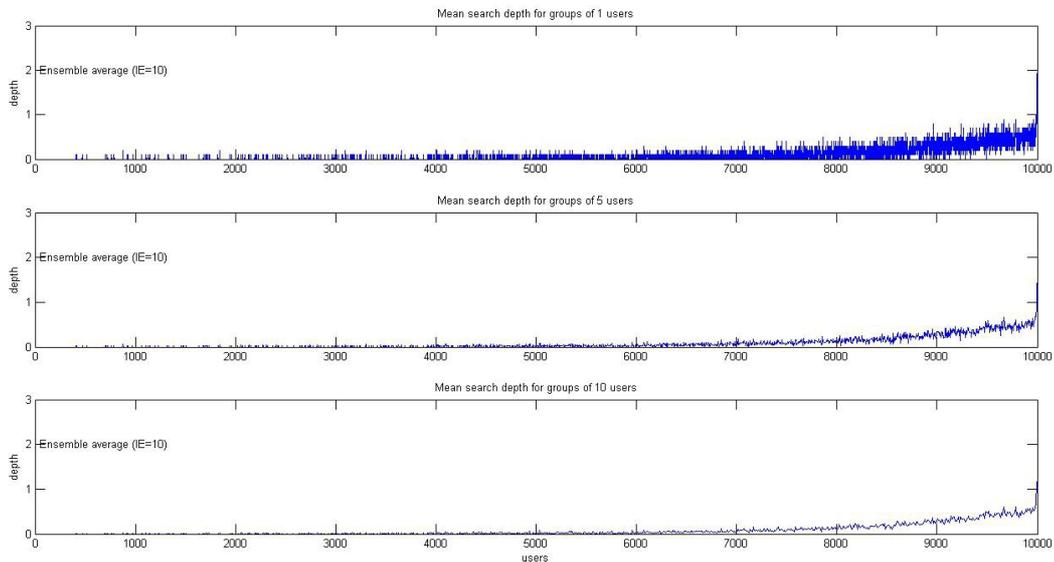 Mean search depth for groups of 1 users
3
2
1
0
depth
Ensemble average (IE=10)
0 1000 2000 3000 4000 5000 6000 7000 8000 9000 10000
Mean search depth for groups of 5 users
3
2
1
0
depth
Ensemble average (IE=10)
0 1000 2000 3000 4000 5000 6000 7000 8000 9000 10000
Mean search depth for groups of 10 users
3
2
1
0
depth
Ensemble average (IE=10)
0 1000 2000 3000 4000 5000 6000 7000 8000 9000 10000
users